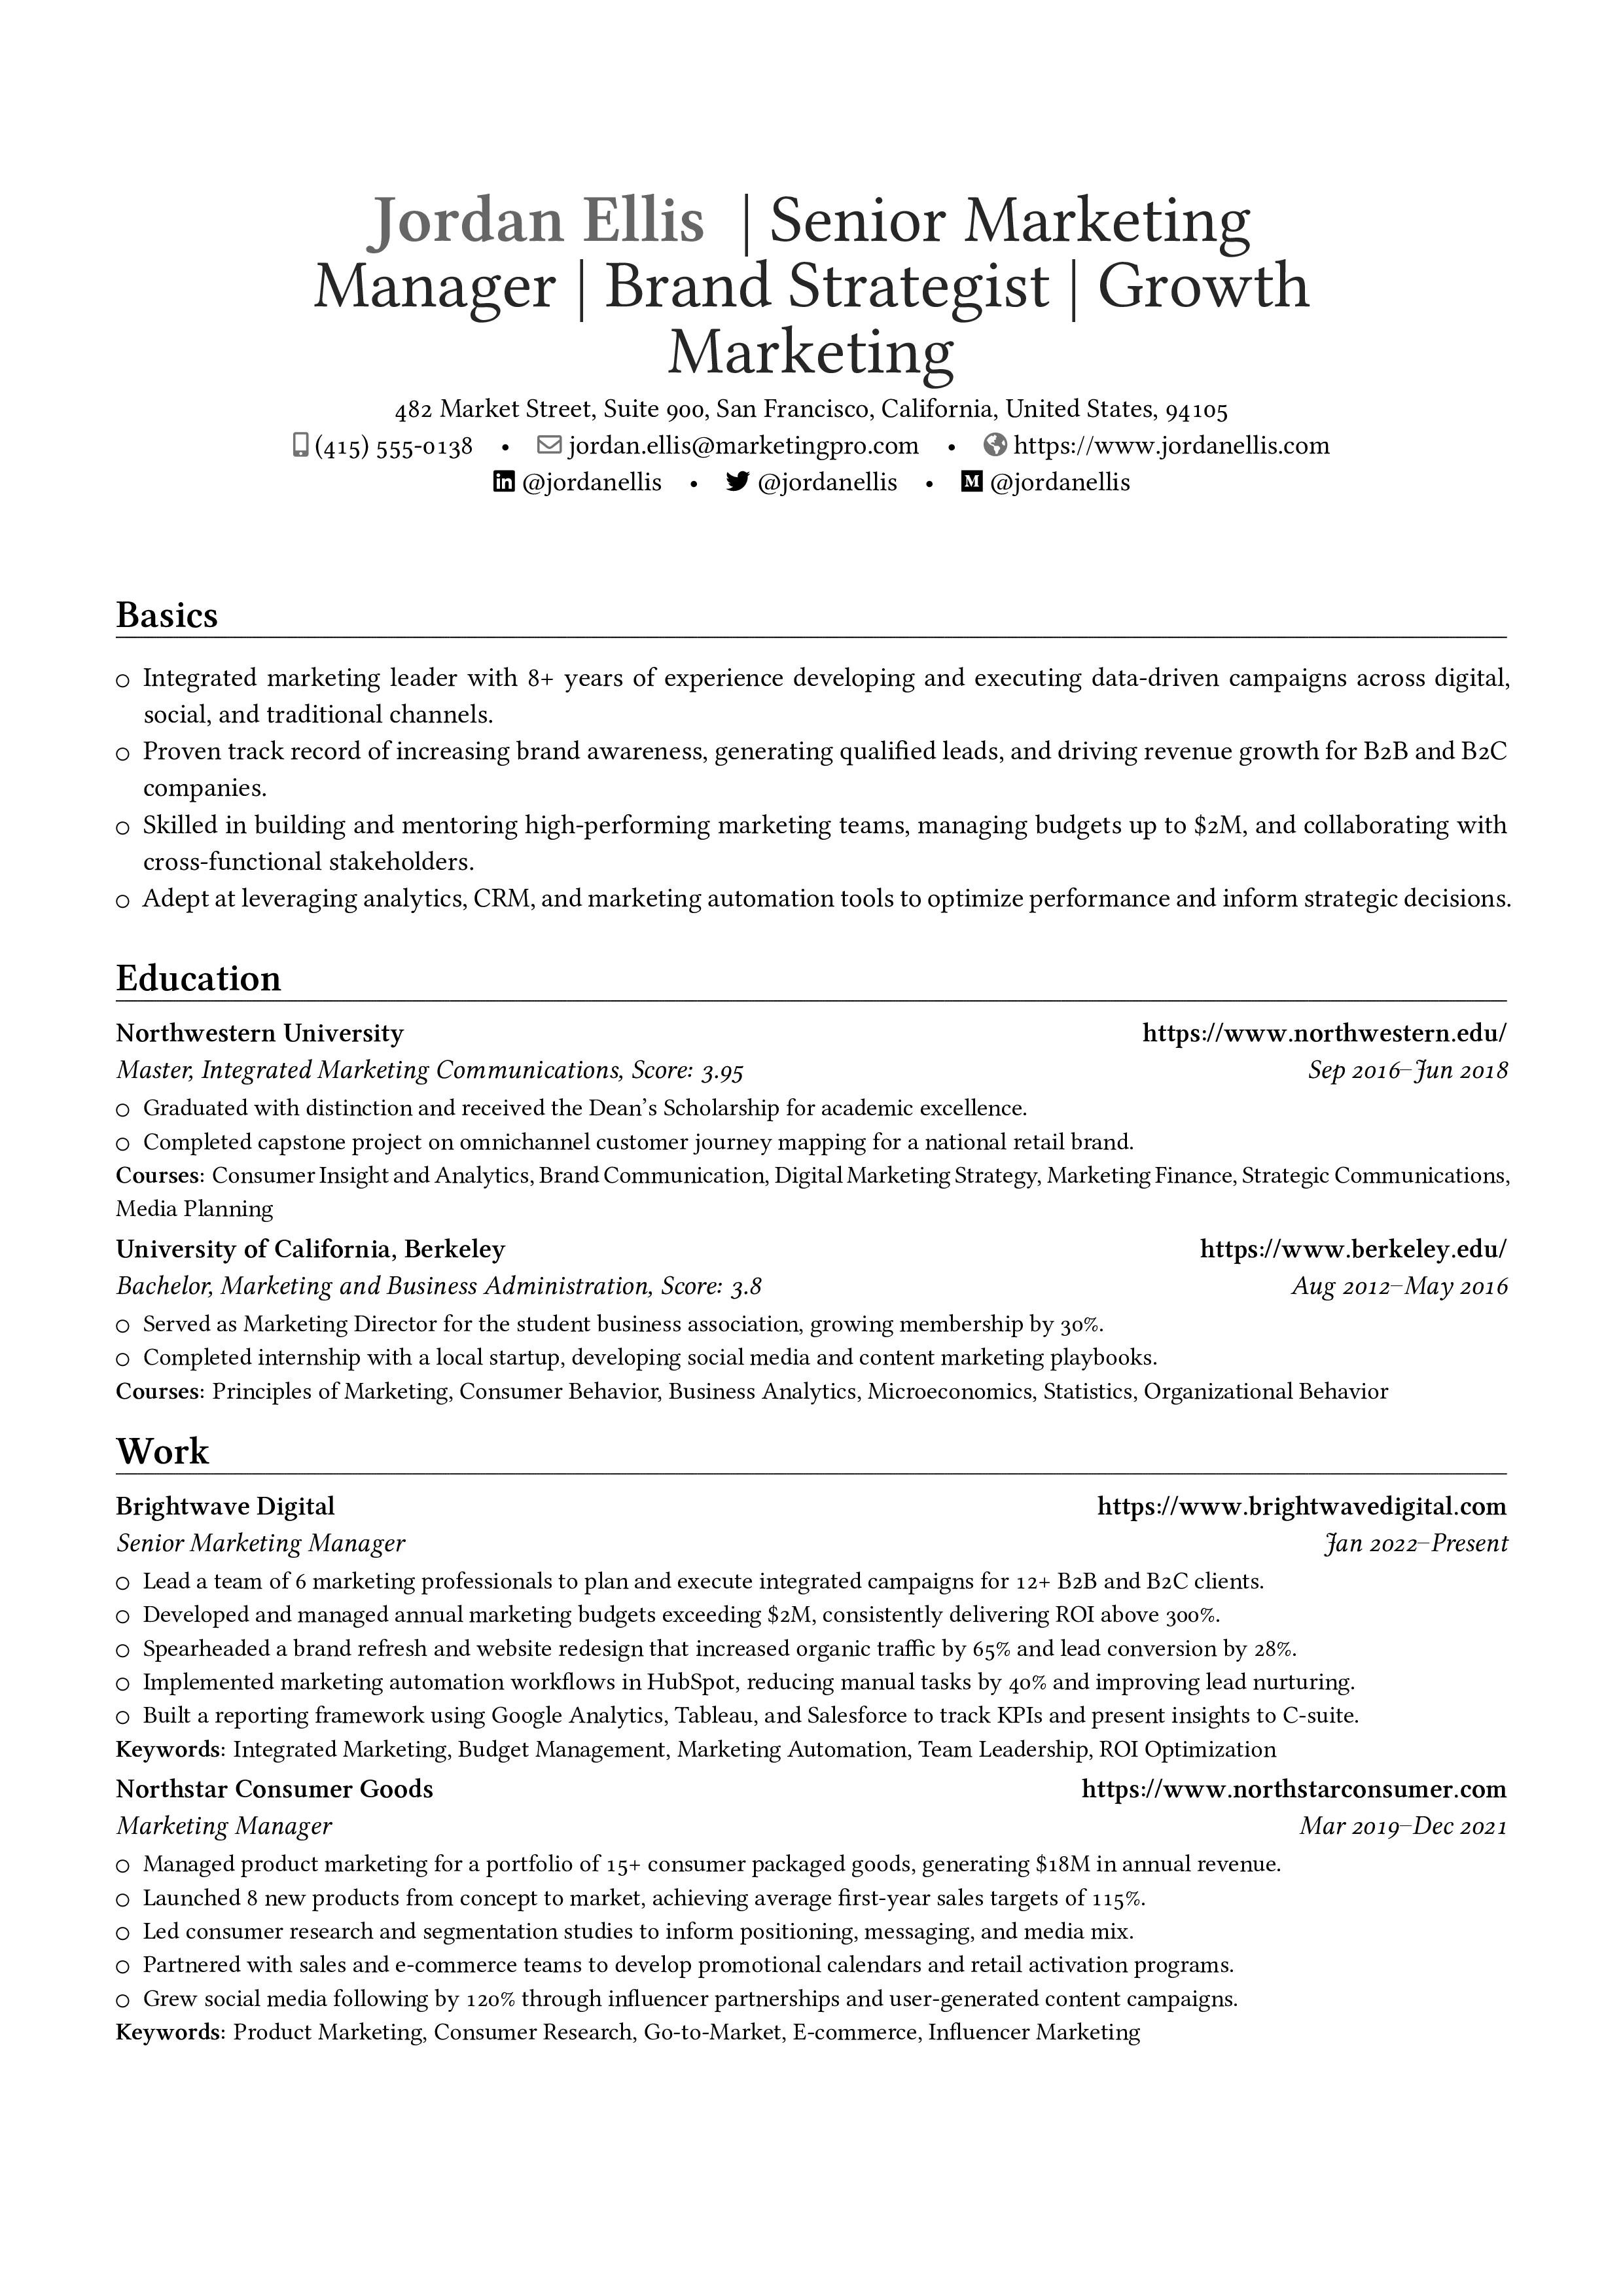 Jordan Ellis | Senior Marketing
Manager | Brand Strategist | Growth
Marketing
482 Market Street, Suite 900, San Francisco, California, United States, 94105
(415) 555-0138 • jordan.ellis@marketingpro.com • https://www.jordanellis.com
@jordanellis • @jordanellis • @jordanellis
Basics
Integrated marketing leader with 8+ years of experience developing and executing data-driven campaigns across digital,
social, and traditional channels.
Proven track record of increasing brand awareness, generating qualified leads, and driving revenue growth for B2B and B2C
companies.
Skilled in building and mentoring high-performing marketing teams, managing budgets up to $2M, and collaborating with
cross-functional stakeholders.
Adept at leveraging analytics, CRM, and marketing automation tools to optimize performance and inform strategic decisions.
Education
Northwestern University https://www.northwestern.edu/
Master, Integrated Marketing Communications, Score: 3.95 Sep 2016–Jun 2018
Graduated with distinction and received the Dean’s Scholarship for academic excellence.
Completed capstone project on omnichannel customer journey mapping for a national retail brand.
Courses: Consumer Insight and Analytics, Brand Communication, Digital Marketing Strategy, Marketing Finance, Strategic Communications,
Media Planning
University of California, Berkeley https://www.berkeley.edu/
Bachelor, Marketing and Business Administration, Score: 3.8 Aug 2012–May 2016
Served as Marketing Director for the student business association, growing membership by 30%.
Completed internship with a local startup, developing social media and content marketing playbooks.
Courses: Principles of Marketing, Consumer Behavior, Business Analytics, Microeconomics, Statistics, Organizational Behavior
Work
Brightwave Digital https://www.brightwavedigital.com
Senior Marketing Manager Jan 2022–Present
Lead a team of 6 marketing professionals to plan and execute integrated campaigns for 12+ B2B and B2C clients.
Developed and managed annual marketing budgets exceeding $2M, consistently delivering ROI above 300%.
Spearheaded a brand refresh and website redesign that increased organic traffic by 65% and lead conversion by 28%.
Implemented marketing automation workflows in HubSpot, reducing manual tasks by 40% and improving lead nurturing.
Built a reporting framework using Google Analytics, Tableau, and Salesforce to track KPIs and present insights to C-suite.
Keywords: Integrated Marketing, Budget Management, Marketing Automation, Team Leadership, ROI Optimization
Northstar Consumer Goods https://www.northstarconsumer.com
Marketing Manager Mar 2019–Dec 2021
Managed product marketing for a portfolio of 15+ consumer packaged goods, generating $18M in annual revenue.
Launched 8 new products from concept to market, achieving average first-year sales targets of 115%.
Led consumer research and segmentation studies to inform positioning, messaging, and media mix.
Partnered with sales and e-commerce teams to develop promotional calendars and retail activation programs.
Grew social media following by 120% through influencer partnerships and user-generated content campaigns.
Keywords: Product Marketing, Consumer Research, Go-to-Market, E-commerce, Influencer Marketing